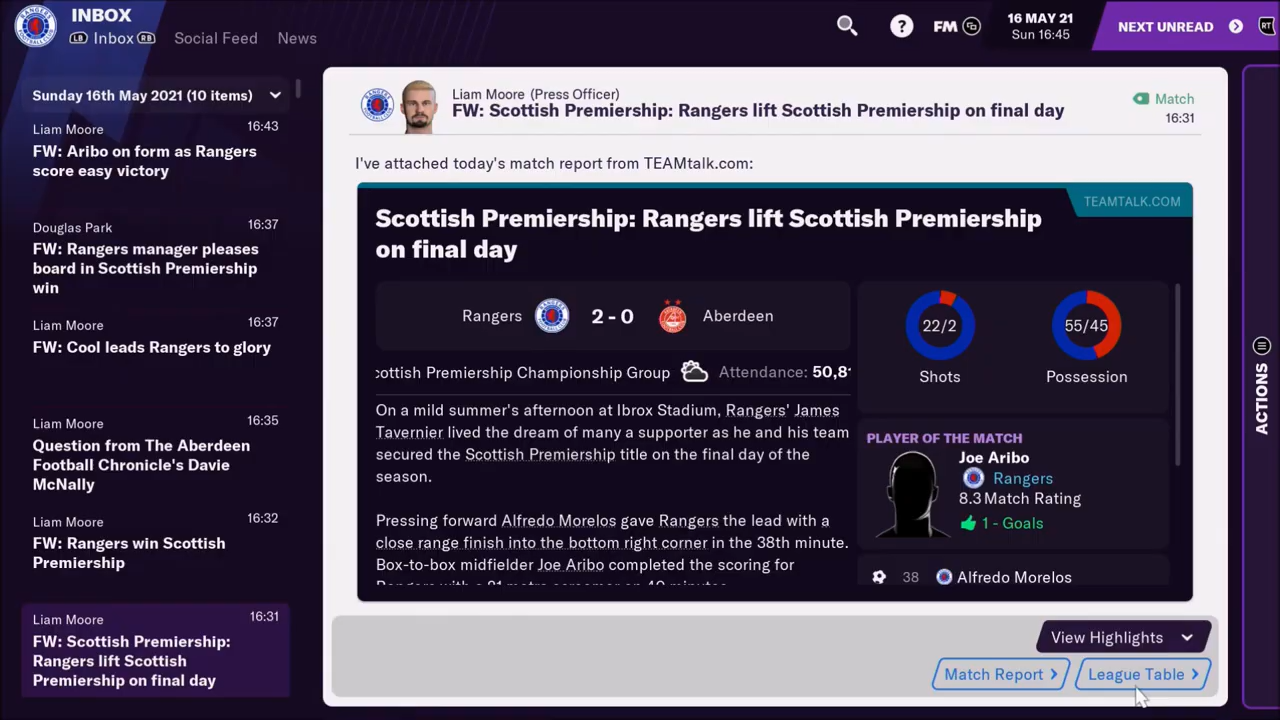 INBOX
LB Inbox RB Social Feed News
? FM 16 MAY 21
Sun 16:45
NEXT UNREAD RT
Sunday 16th May 2021 (10 items)
Liam Moore 16:43
FW: Aribo on form as Rangers
score easy victory
Douglas Park 16:37
FW: Rangers manager pleases
board in Scottish Premiership
win
Liam Moore 16:37
FW: Cool leads Rangers to glory
Liam Moore 16:35
Question from The Aberdeen
Football Chronicle's Davie
McNally
Liam Moore 16:32
FW: Rangers win Scottish
Premiership
Liam Moore 16:31
FW: Scottish Premiership:
Rangers lift Scottish
Premiership on final day
Liam Moore (Press Officer)
FW: Scottish Premiership: Rangers lift Scottish Premiership on final day
Match
16:31
I've attached today's match report from TEAMtalk.com:
TEAMTALK.COM
Scottish Premiership: Rangers lift Scottish Premiership
on final day
Rangers 2 - 0 Aberdeen
cottish Premiership Championship Group Attendance: 50,8
On a mild summer's afternoon at Ibrox Stadium, Rangers' James
Tavernier lived the dream of many a supporter as he and his team
secured the Scottish Premiership title on the final day of the
season.
Pressing forward Alfredo Morelos gave Rangers the lead with a
close range finish into the bottom right corner in the 38th minute.
Box-to-box midfielder Joe Aribo completed the scoring for
22/2
Shots
55/45
Possession
PLAYER OF THE MATCH
Joe Aribo
Rangers
8.3 Match Rating
1 - Goals
38 Alfredo Morelos
View Highlights
Match Report
League Table
ACTIONS